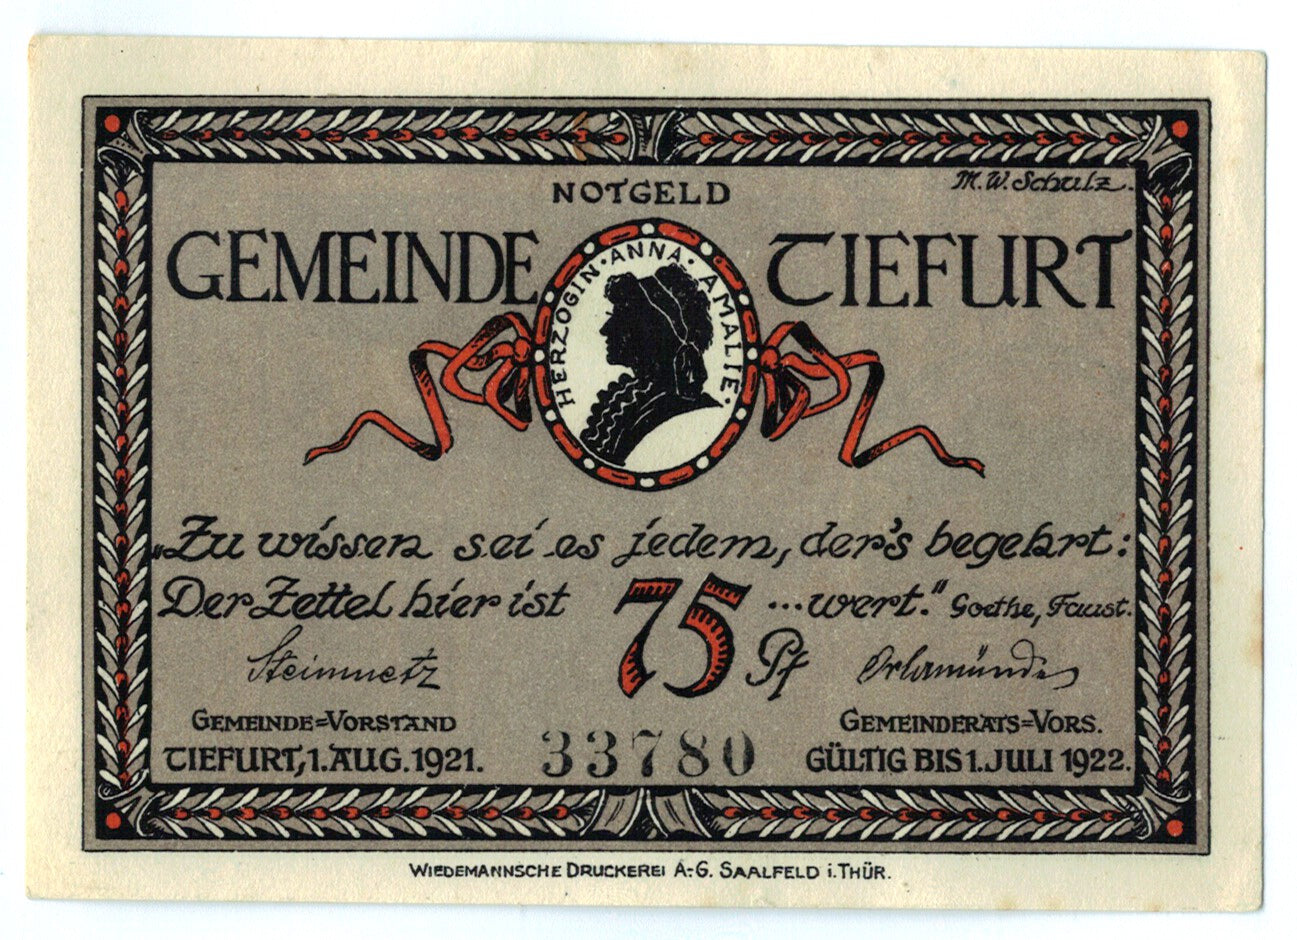 NOTGELD
M.W.Schulz.
GEMEINDE TIEFURT
HERZOGIN·ANNA·AMALIE·
„Zu wissen sei es jedem, der's begehrt:
Der Zettel hier ist 75 Pf ...wert." Goethe, Faust.
Steinmetz Orlamünde
GEMEINDE=VORSTAND GEMEINDERATS=VORS.
TIEFURT, 1. AUG. 1921. 33780 GÜLTIG BIS 1. JULI 1922.
WIEDEMANNSCHE DRUCKEREI A.-G. SAALFELD i. THÜR.